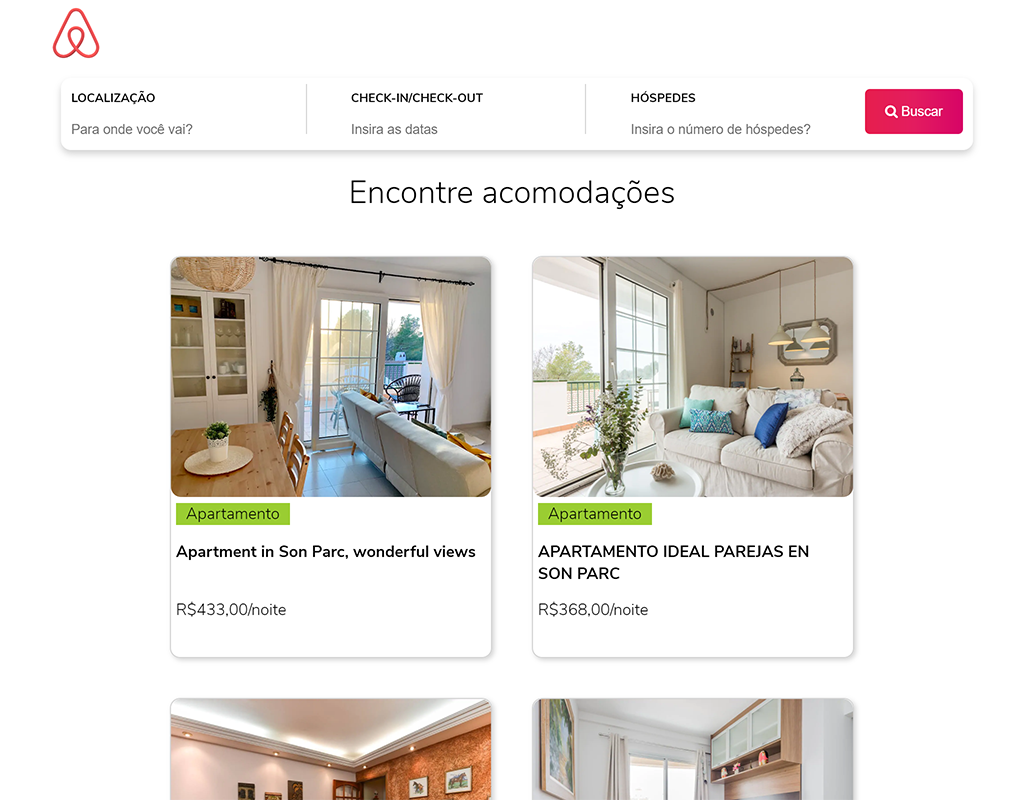 LOCALIZAÇÃO
Para onde você vai?
CHECK-IN/CHECK-OUT
Insira as datas
HÓSPEDES
Insira o número de hóspedes?
Buscar
Encontre acomodações
Apartamento
Apartment in Son Parc, wonderful views
R$433,00/noite
Apartamento
APARTAMENTO IDEAL PAREJAS EN
SON PARC
R$368,00/noite